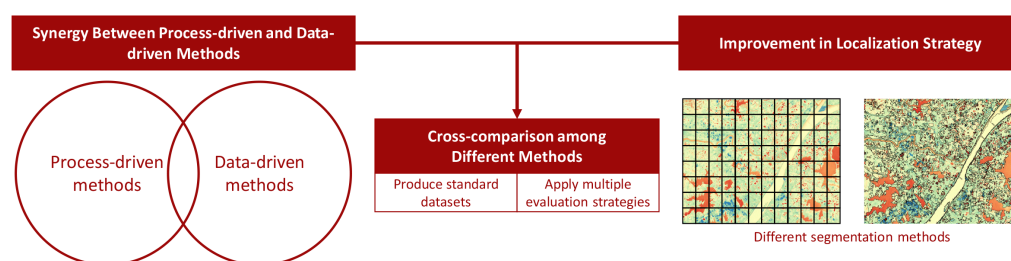 Synergy Between Process-driven and Data-
driven Methods
Improvement in Localization Strategy
Process-driven
methods
Data-driven
methods
Cross-comparison among
Different Methods
Produce standard
datasets
Apply multiple
evaluation strategies
Different segmentation methods